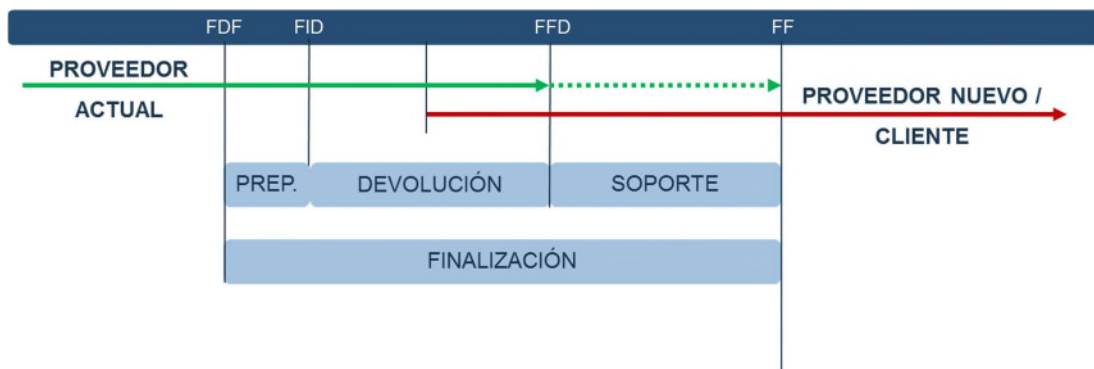 FDF FID FFD FF
PROVEEDOR
ACTUAL
PROVEEDOR NUEVO /
CLIENTE
PREP. DEVOLUCIÓN SOPORTE
FINALIZACIÓN